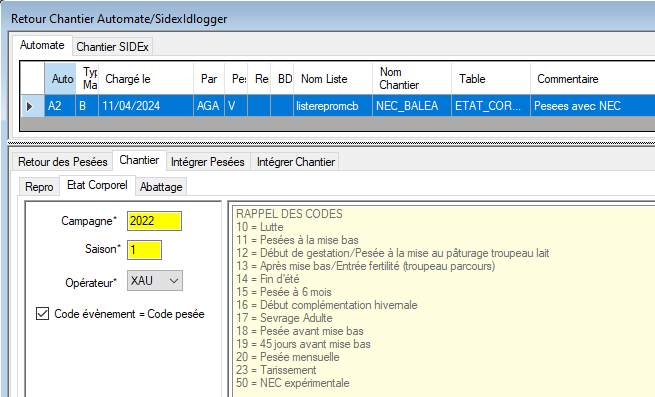 Retour Chantier Automate/SidexIdlogger
Automate Chantier SIDEx
Auto Typ Ma Chargé le Par Pes Re BD Nom Liste Nom Chantier Table Commentaire
A2 B 11/04/2024 AGA V listerepromcb NEC_BALEA ETAT_COR... Pesees avec NEC
Retour des Pesées Chantier Intégrer Pesées Intégrer Chantier
Repro Etat Corporel Abattage
Campagne* 2022
Saison* 1
Opérateur* XAU
Code évènement = Code pesée
RAPPEL DES CODES
10 = Lutte
11 = Pesées à la mise bas
12 = Début de gestation/Pesée à la mise au pâturage troupeau lait
13 = Après mise bas/Entrée fertilité (troupeau parcours)
14 = Fin d'été
15 = Pesée à 6 mois
16 = Début complémentation hivernale
17 = Sevrage Adulte
18 = Pesée avant mise bas
19 = 45 jours avant mise bas
20 = Pesée mensuelle
23 = Tarissement
50 = NEC expérimentale